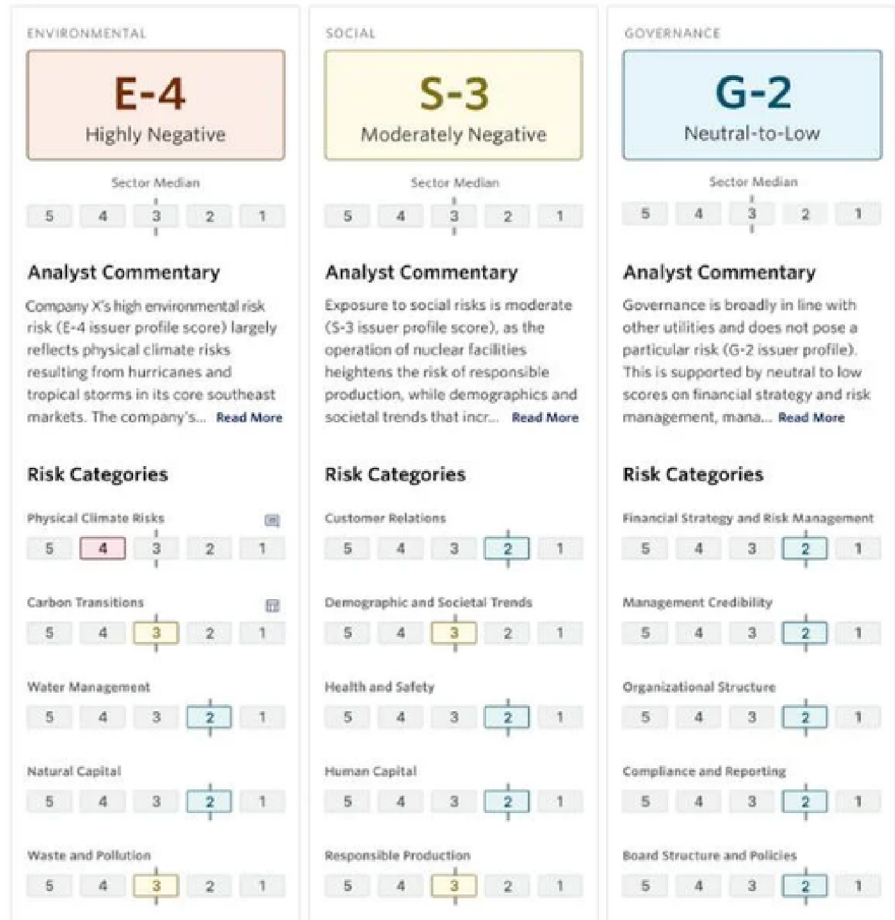 ENVIRONMENTAL
E-4
Highly Negative
Sector Median
5 4 3 2 1
Analyst Commentary
Company X's high environmental risk
risk (E-4 issuer profile score) largely
reflects physical climate risks
resulting from hurricanes and
tropical storms in its core southeast
markets. The company's... Read More
Risk Categories
Physical Climate Risks
5 4 3 2 1
Carbon Transitions
5 4 3 2 1
Water Management
5 4 3 2 1
Natural Capital
5 4 3 2 1
Waste and Pollution
5 4 3 2 1
SOCIAL
S-3
Moderately Negative
Sector Median
5 4 3 2 1
Analyst Commentary
Exposure to social risks is moderate
(S-3 issuer profile score), as the
operation of nuclear facilities
heightens the risk of responsible
production, while demographics and
societal trends that incr... Read More
Risk Categories
Customer Relations
5 4 3 2 1
Demographic and Societal Trends
5 4 3 2 1
Health and Safety
5 4 3 2 1
Human Capital
5 4 3 2 1
Responsible Production
5 4 3 2 1
GOVERNANCE
G-2
Neutral-to-Low
Sector Median
5 4 3 2 1
Analyst Commentary
Governance is broadly in line with
other utilities and does not pose a
particular risk (G-2 issuer profile).
This is supported by neutral to low
scores on financial strategy and risk
management, mana... Read More
Risk Categories
Financial Strategy and Risk Management
5 4 3 2 1
Management Credibility
5 4 3 2 1
Organizational Structure
5 4 3 2 1
Compliance and Reporting
5 4 3 2 1
Board Structure and Policies
5 4 3 2 1